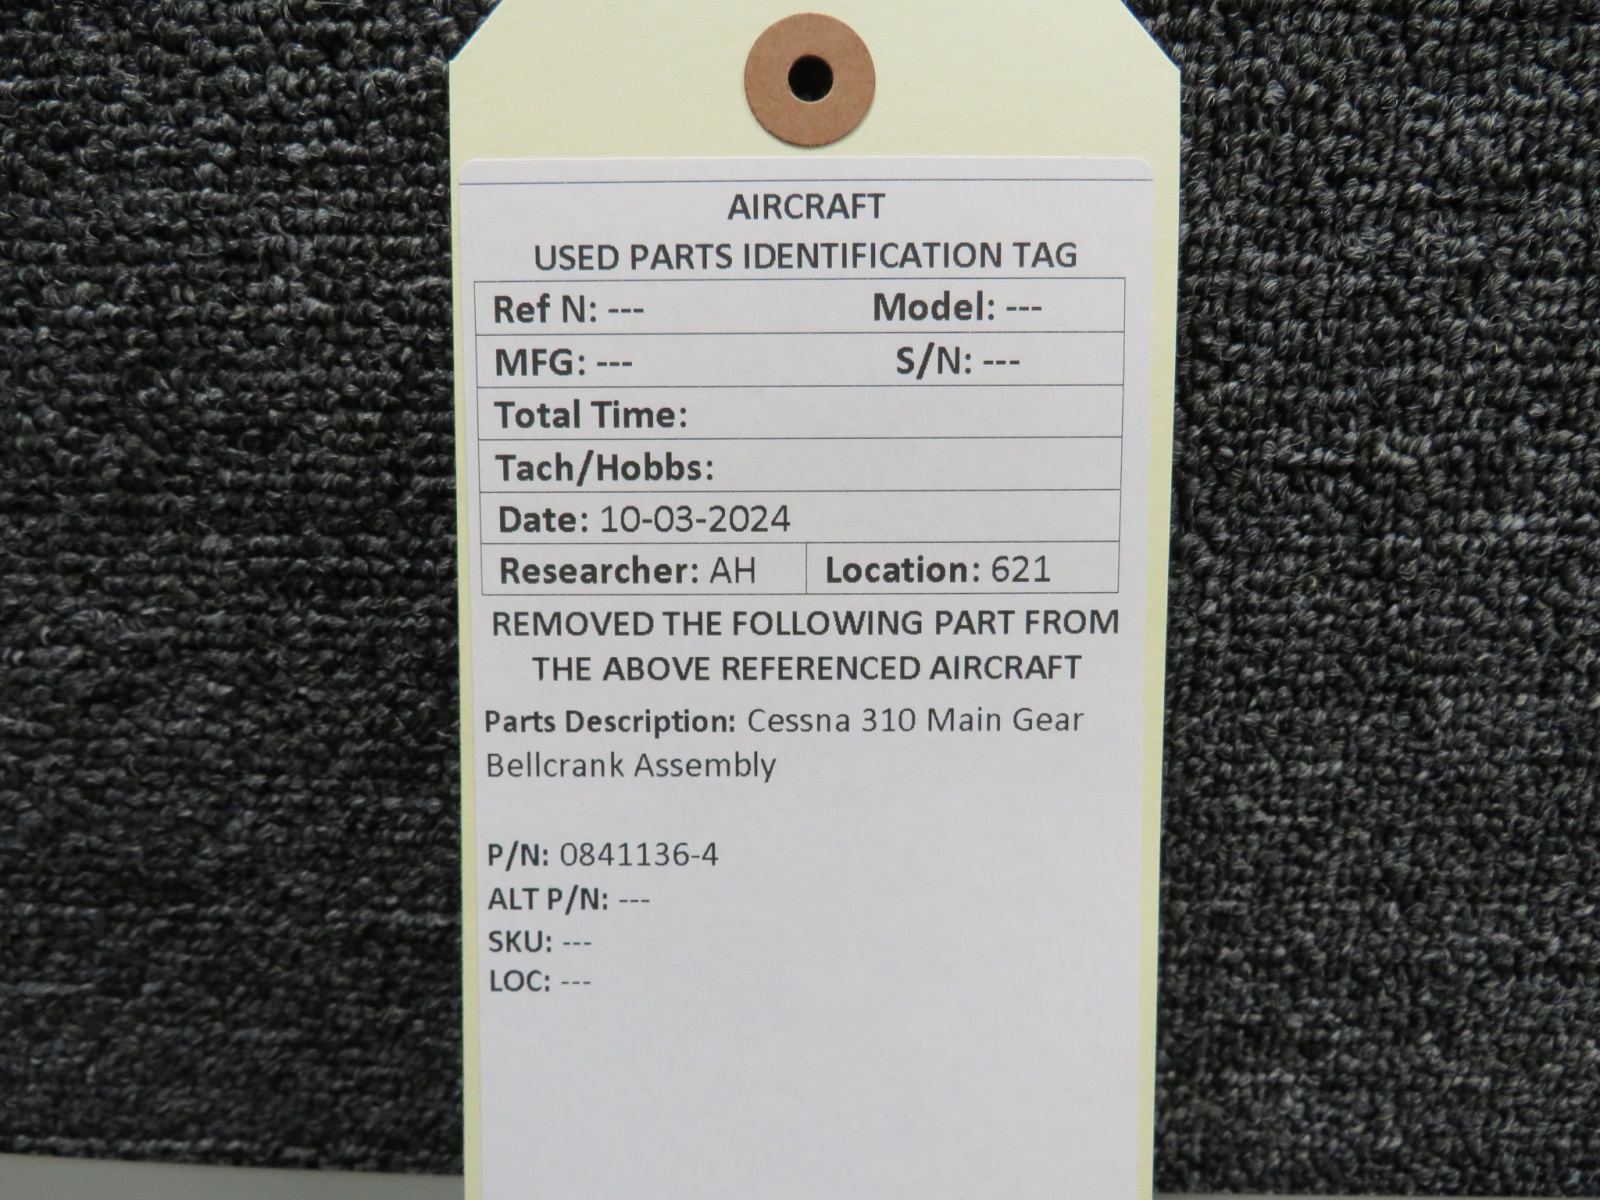 AIRCRAFT
USED PARTS IDENTIFICATION TAG
Ref N: --- Model: ---
MFG: --- S/N: ---
Total Time:
Tach/Hobbs:
Date: 10-03-2024
Researcher: AH Location: 621
REMOVED THE FOLLOWING PART FROM
THE ABOVE REFERENCED AIRCRAFT
Parts Description: Cessna 310 Main Gear
Bellcrank Assembly
P/N: 0841136-4
ALT P/N: ---
SKU: ---
LOC: ---